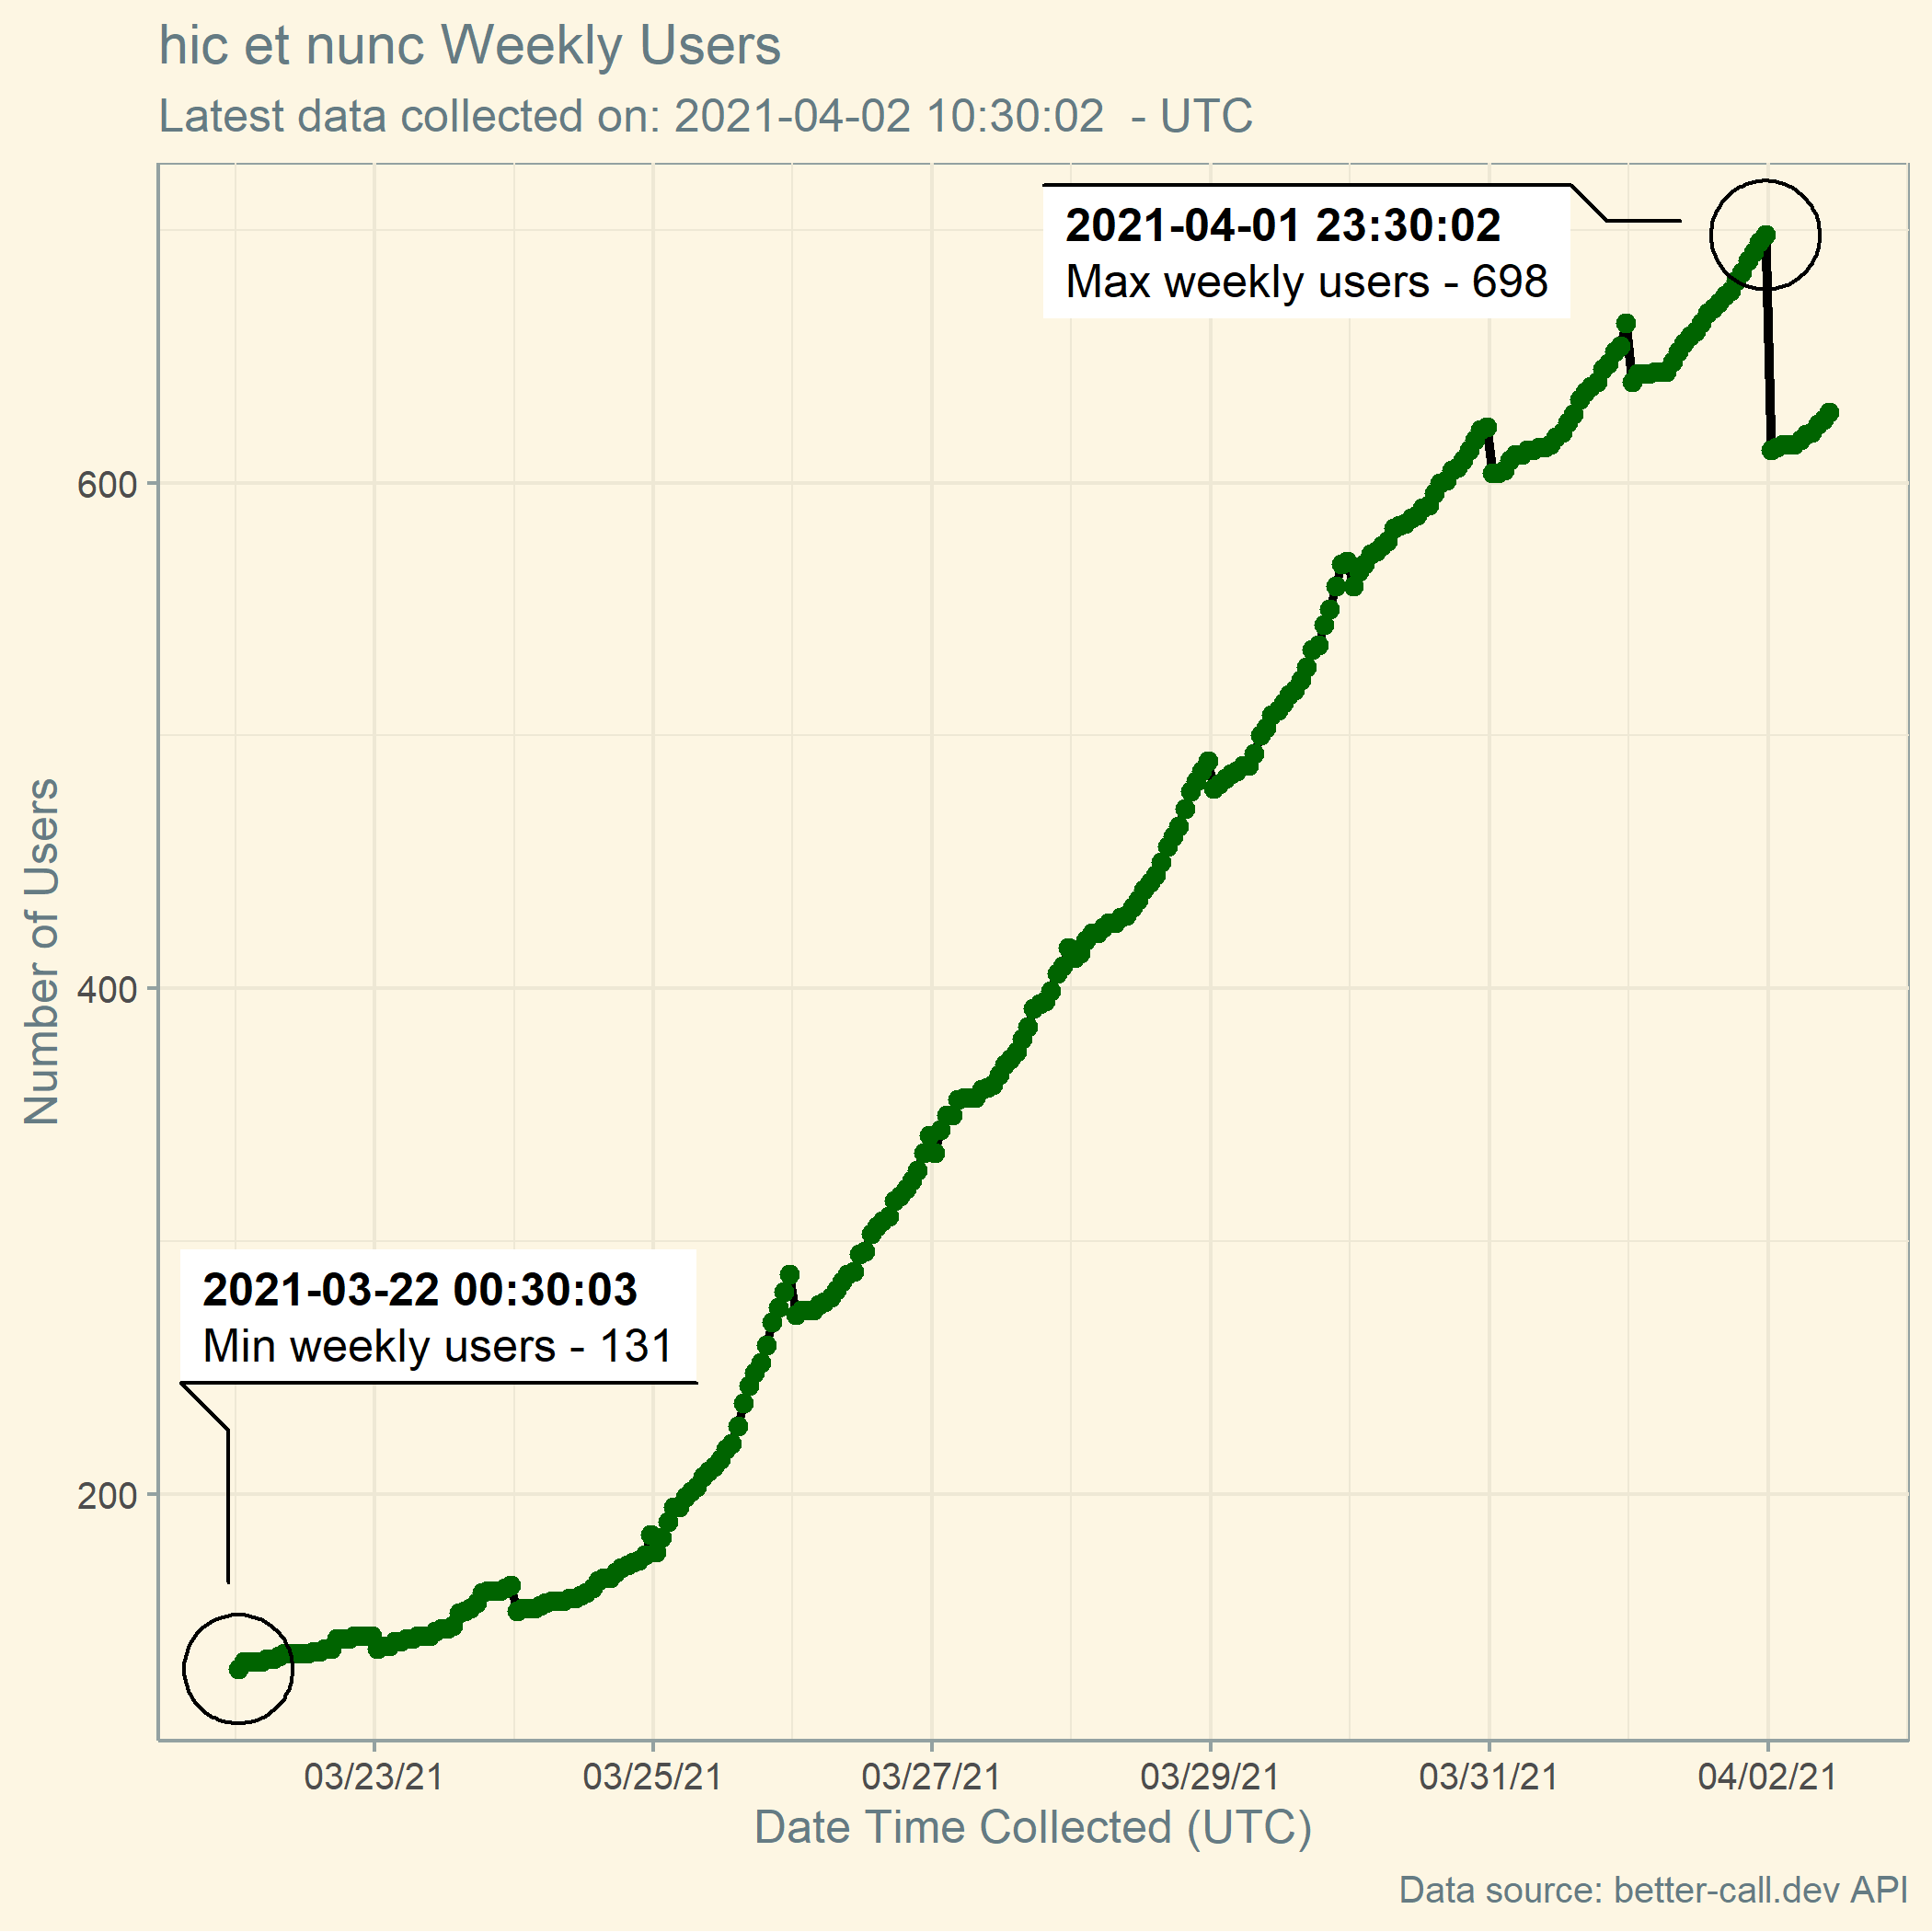 hic et nunc Weekly Users
Latest data collected on: 2021-04-02 10:30:02  - UTC
2021-04-01 23:30:02
Max weekly users - 698
600
400
200
Number of Users
2021-03-22 00:30:03
Min weekly users - 131
03/23/21 03/25/21 03/27/21 03/29/21 03/31/21 04/02/21
Date Time Collected (UTC)
Data source: better-call.dev API